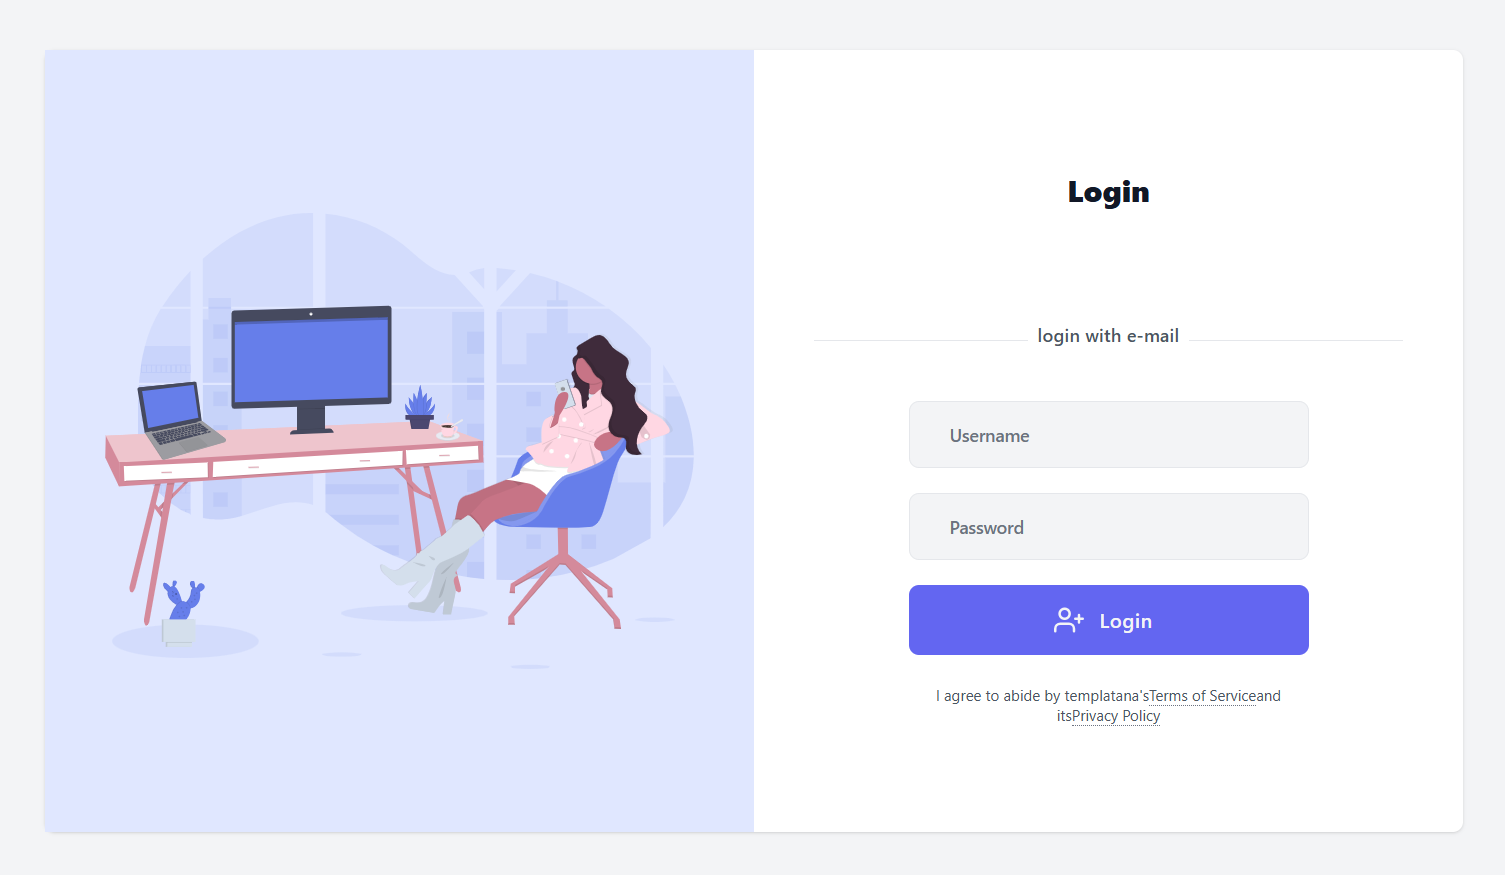 Login
login with e-mail
Username
Password
Login
I agree to abide by templatana'sTerms of Serviceand
itsPrivacy Policy